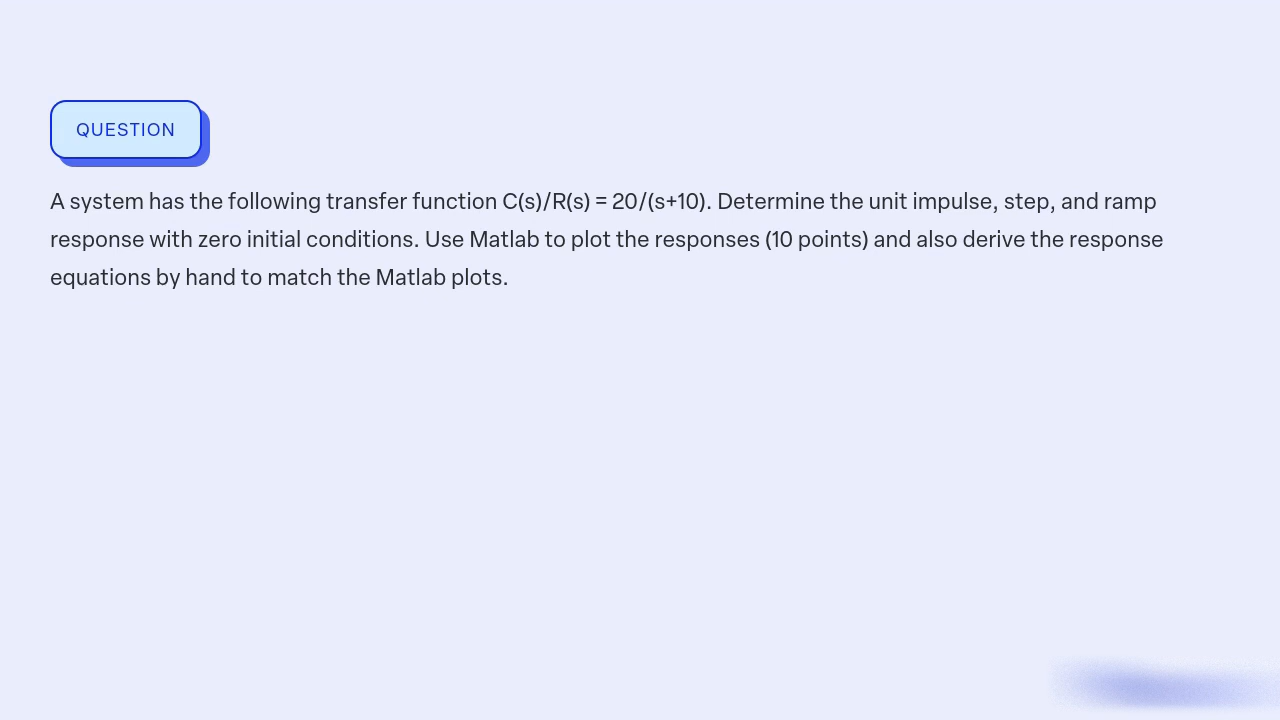 QUESTION
A system has the following transfer function C(s)/R(s) = 20/(s+10). Determine the unit impulse, step, and ramp
response with zero initial conditions. Use Matlab to plot the responses (10 points) and also derive the response
equations by hand to match the Matlab plots.